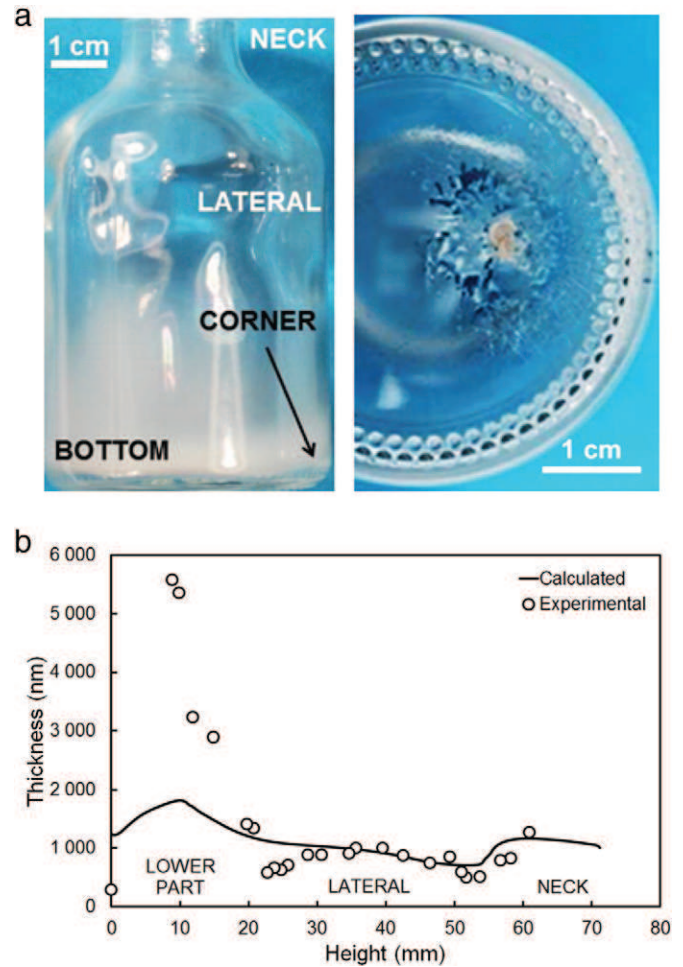 a
1 cm
NECK
LATERAL
CORNER
BOTTOM
1 cm
b
6 000
5 000
4 000
3 000
2 000
1 000
0
Thickness (nm)
Calculated
Experimental
LOWER
PART
LATERAL
NECK
0 10 20 30 40 50 60 70 80
Height (mm)